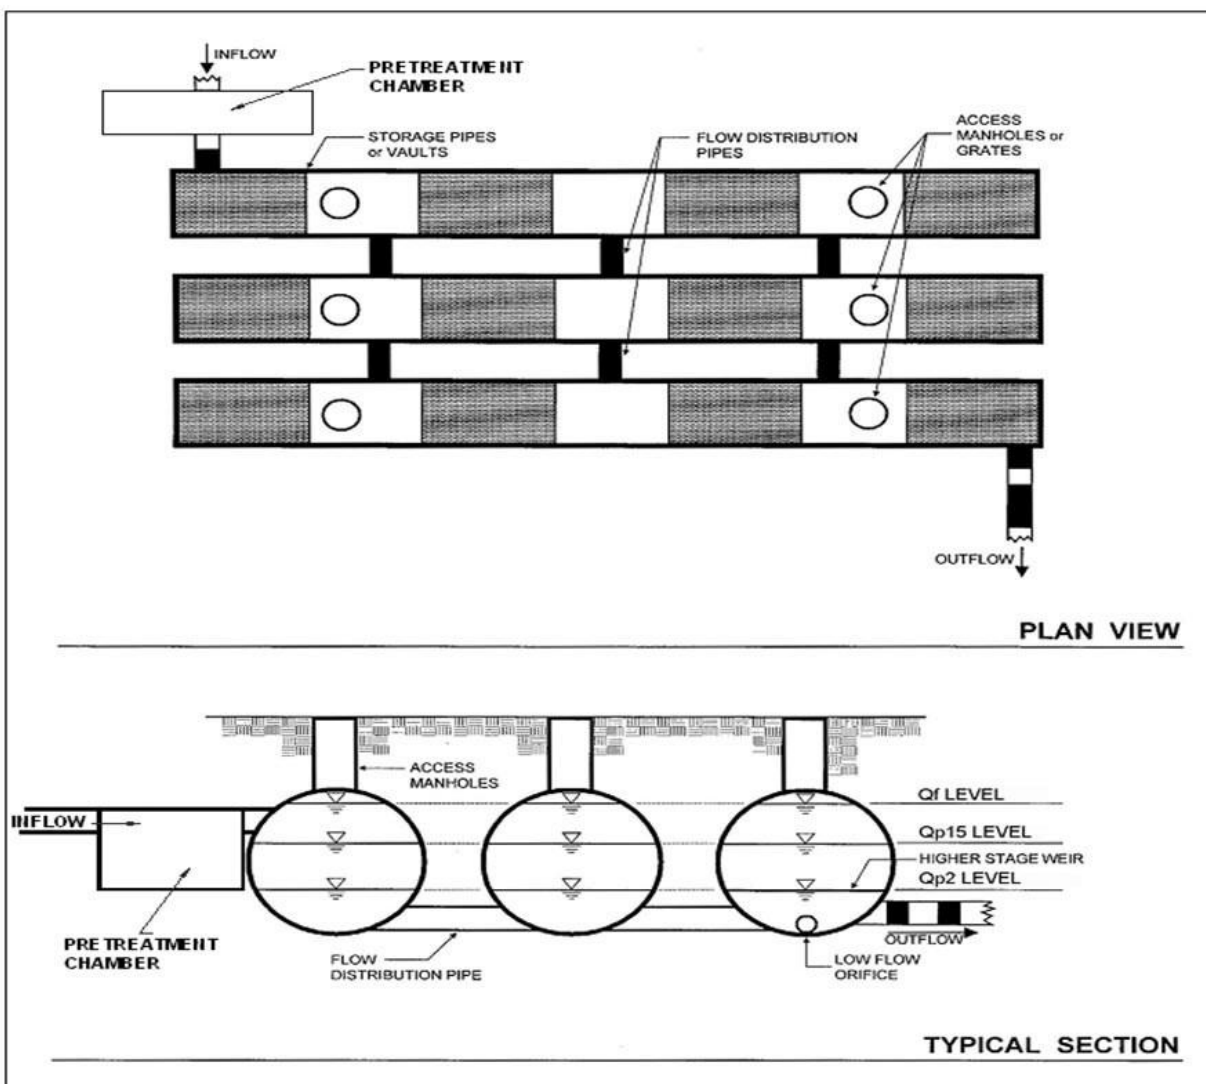 INFLOW
PRETREATMENT
CHAMBER
STORAGE PIPES
or VAULTS
FLOW DISTRIBUTION
PIPES
ACCESS
MANHOLES or
GRATES
OUTFLOW
PLAN VIEW
ACCESS
MANHOLES
Qf LEVEL
INFLOW
Qp15 LEVEL
HIGHER STAGE WEIR
Qp2 LEVEL
PRETREATMENT
CHAMBER
FLOW
DISTRIBUTION PIPE
LOW FLOW
ORIFICE
OUTFLOW
TYPICAL SECTION